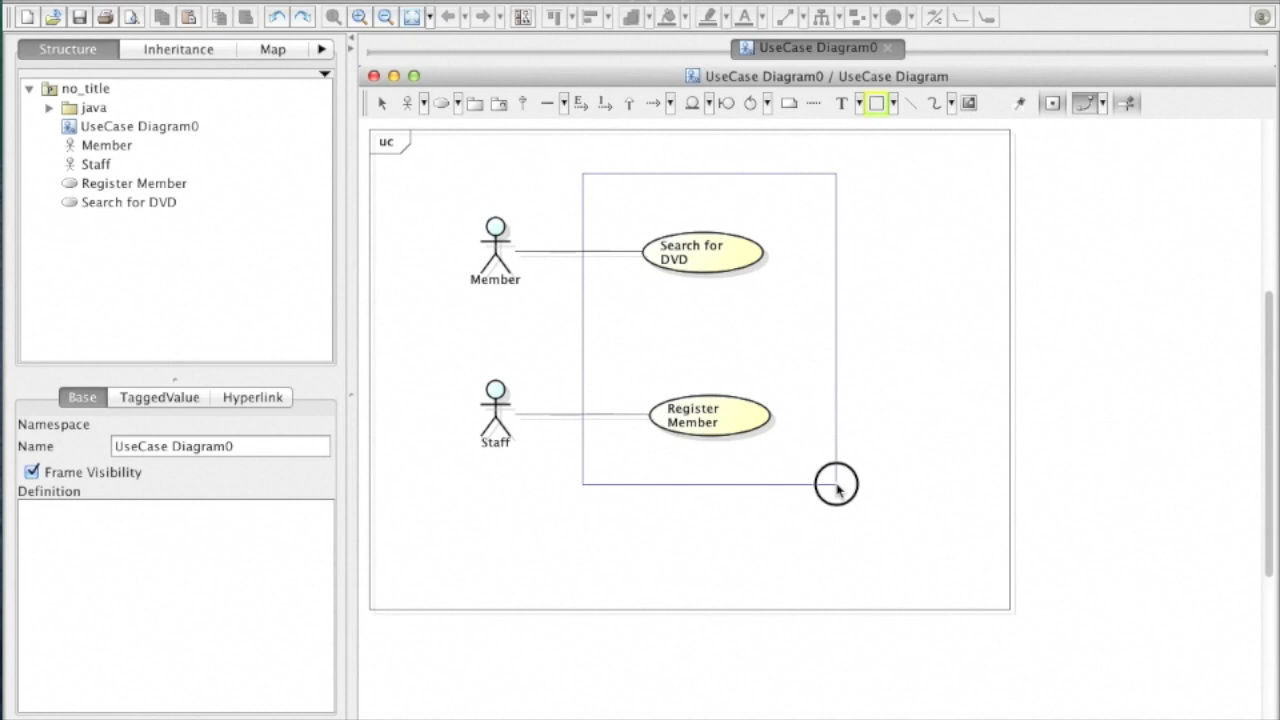 Structure
Inheritance
Map
UseCase Diagram0
no_title
java
UseCase Diagram0
Member
Staff
Register Member
Search for DVD
Base
TaggedValue
Hyperlink
Namespace
Name
UseCase Diagram0
Frame Visibility
Definition
UseCase Diagram0 / UseCase Diagram
T
uc
Search for
DVD
Member
Register
Member
Staff